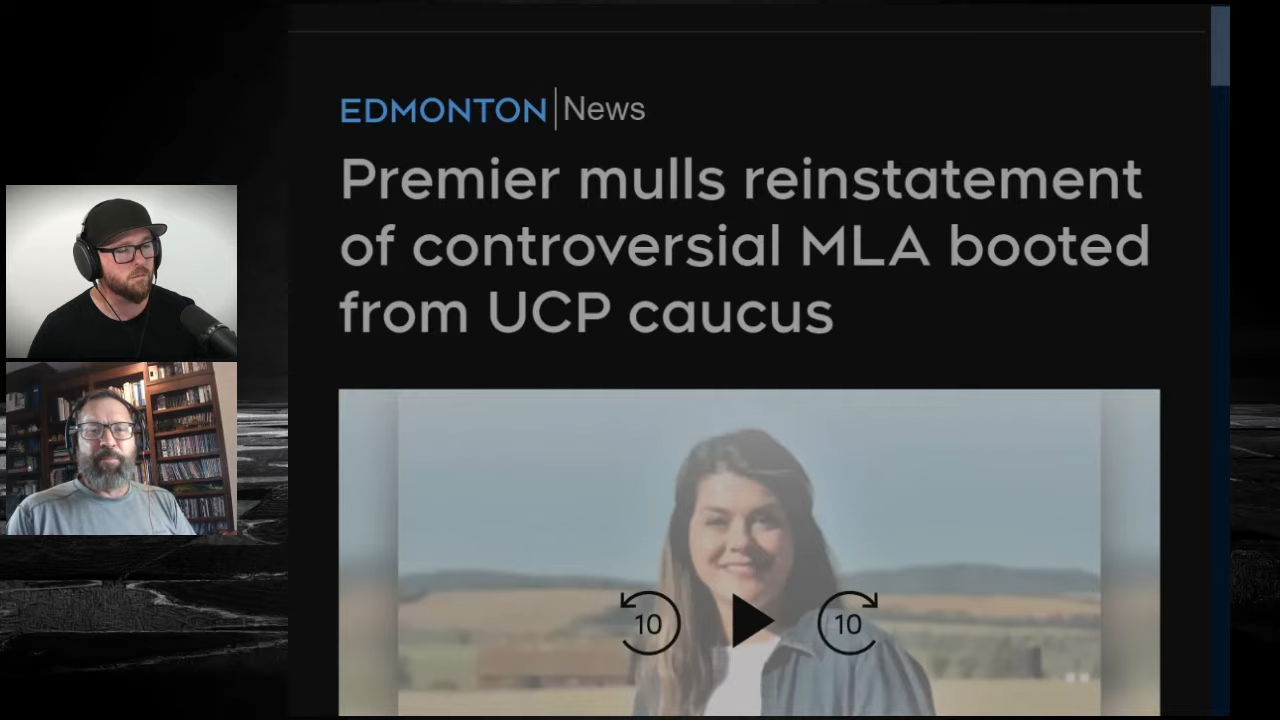 EDMONTON | News
Premier mulls reinstatement
of controversial MLA booted
from UCP caucus
10 10